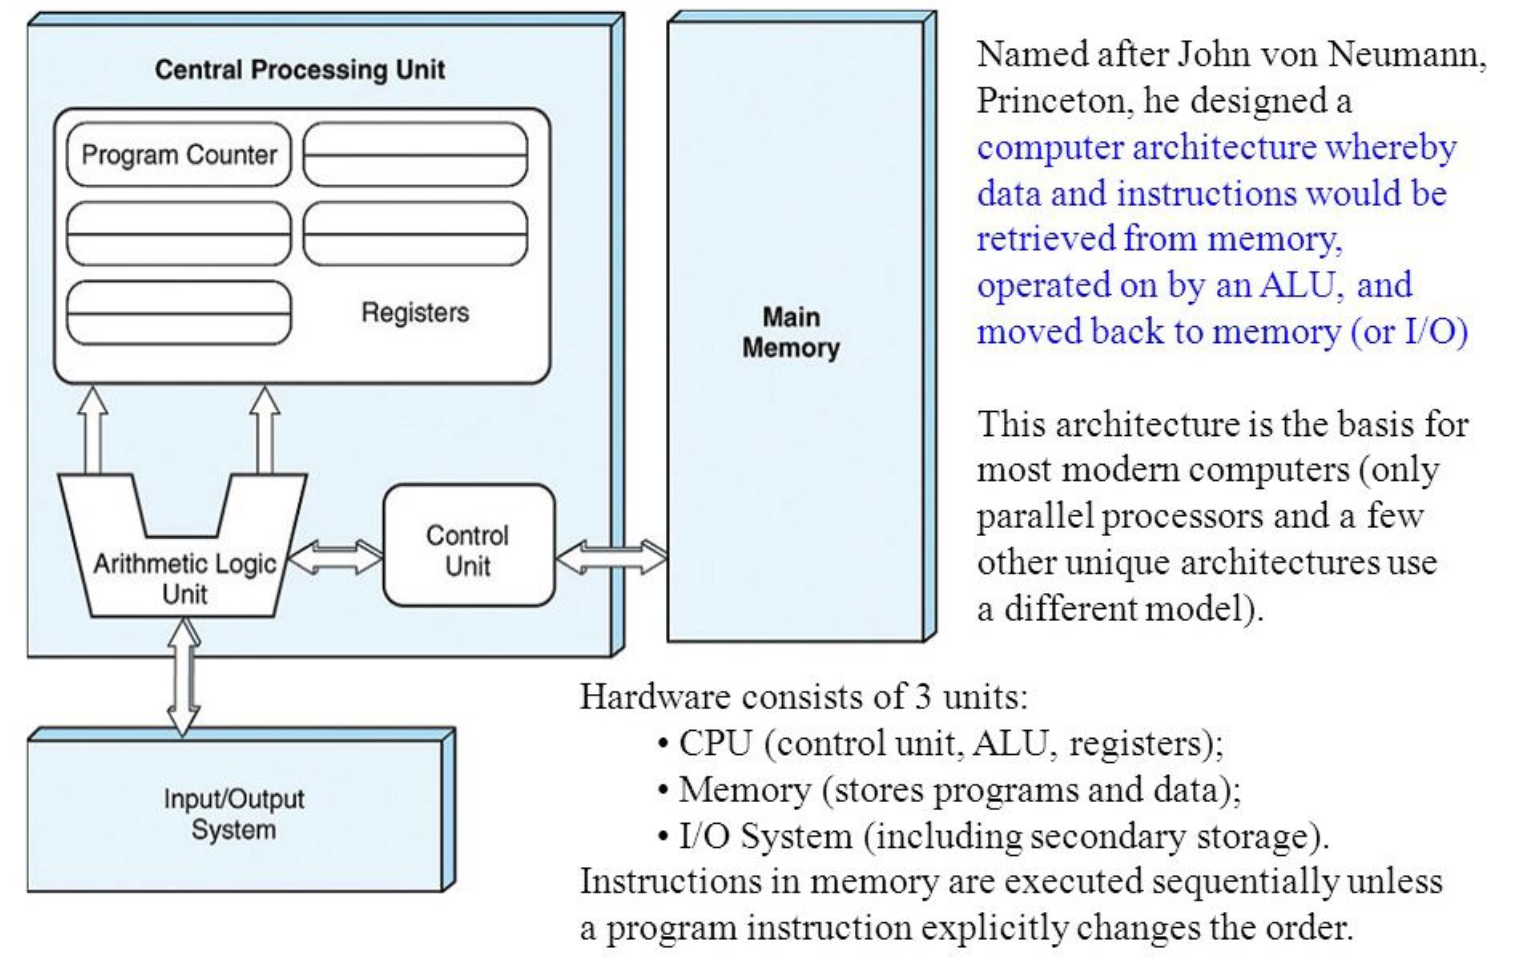 Central Processing Unit
Program Counter
Registers
Arithmetic Logic
Unit
Control
Unit
Main
Memory
Input/Output
System
Named after John von Neumann,
Princeton, he designed a
computer architecture whereby
data and instructions would be
retrieved from memory,
operated on by an ALU, and
moved back to memory (or I/O)
This architecture is the basis for
most modern computers (only
parallel processors and a few
other unique architectures use
a different model).
Hardware consists of 3 units:
• CPU (control unit, ALU, registers);
• Memory (stores programs and data);
• I/O System (including secondary storage).
Instructions in memory are executed sequentially unless
a program instruction explicitly changes the order.